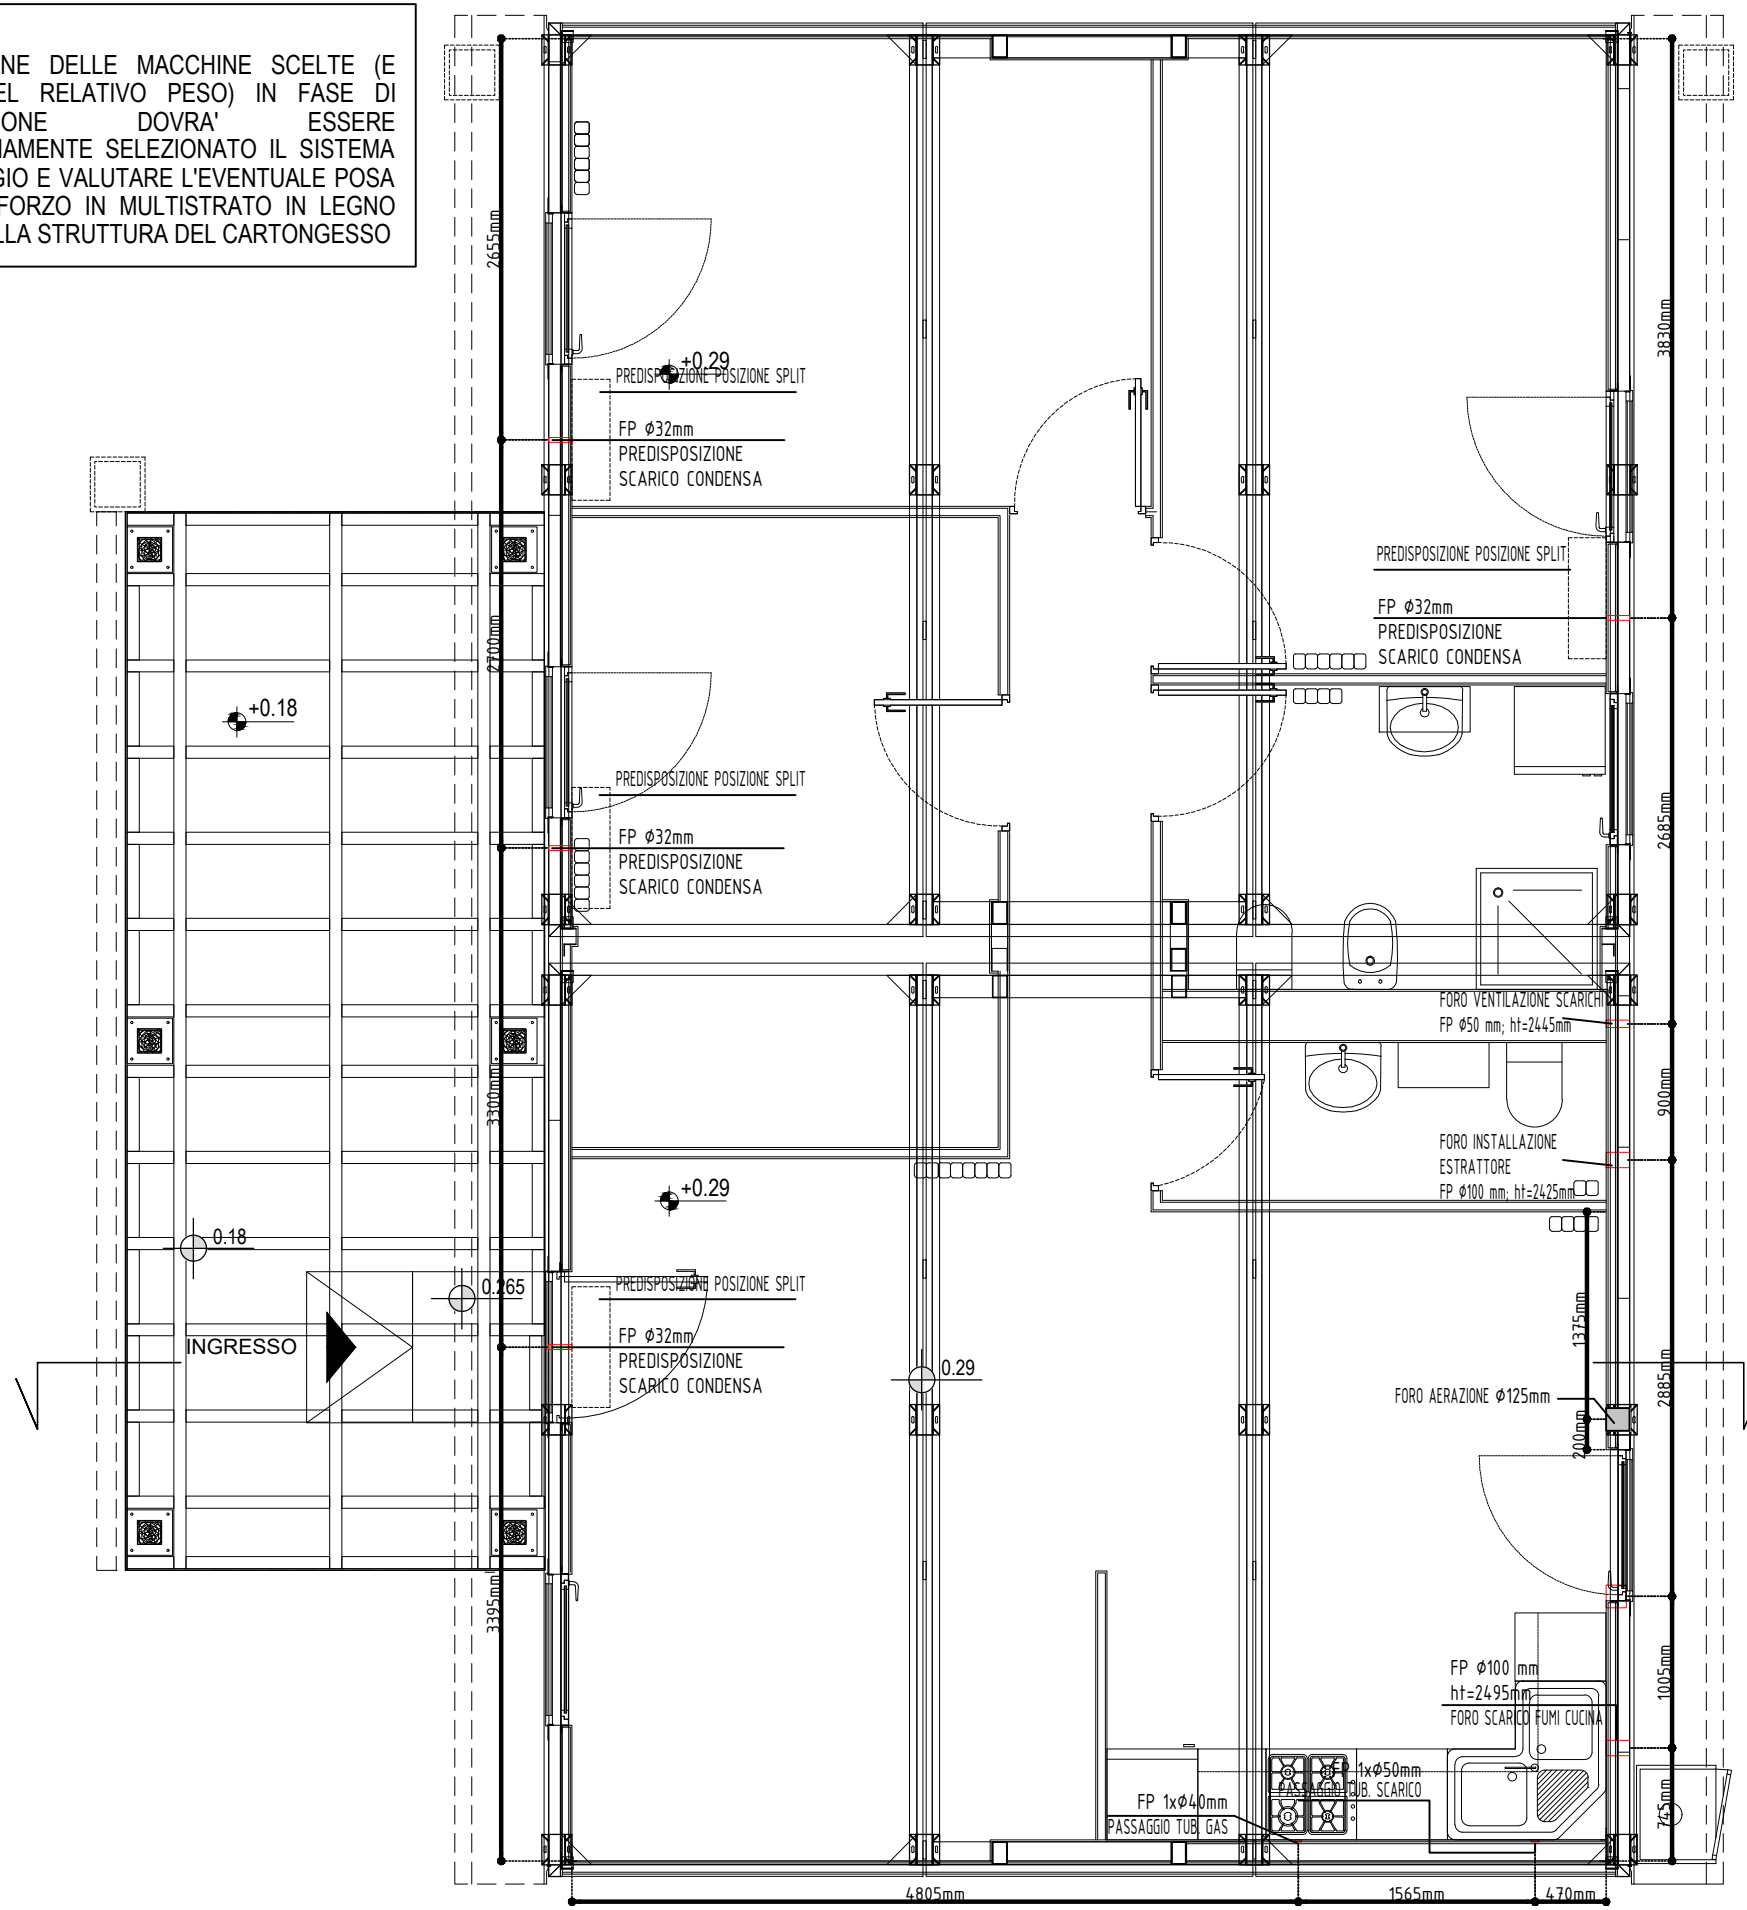 NE DELLE MACCHINE SCELTE (E
EL RELATIVO PESO) IN FASE DI
ONE DOVRA' ESSERE
IAMENTE SELEZIONATO IL SISTEMA
GIO E VALUTARE L'EVENTUALE POSA
FORZO IN MULTISTRATO IN LEGNO
LLA STRUTTURA DEL CARTONGESSO
2655mm
3830mm
+0.29
PREDISPOSIZIONE POSIZIONE SPLIT
FP Ø32mm
PREDISPOSIZIONE
SCARICO CONDENSA
PREDISPOSIZIONE POSIZIONE SPLIT
FP Ø32mm
PREDISPOSIZIONE
SCARICO CONDENSA
2700mm
+0.18
PREDISPOSIZIONE POSIZIONE SPLIT
FP Ø32mm
PREDISPOSIZIONE
SCARICO CONDENSA
2685mm
FORO VENTILAZIONE SCARICHI
FP Ø50 mm; ht=2445mm
3300mm
900mm
FORO INSTALLAZIONE
ESTRATTORE
FP Ø100 mm; ht=2425mm
+0.29
0.18
0.265
PREDISPOSIZIONE POSIZIONE SPLIT
INGRESSO
FP Ø32mm
PREDISPOSIZIONE
SCARICO CONDENSA
0.29
1375mm
2885mm
FORO AERAZIONE Ø125mm
200mm
3395mm
FP Ø100 mm
ht=2495mm
FORO SCARICO FUMI CUCINA
1005mm
FP 1xØ50mm
PASSAGGIO TUB. SCARICO
FP 1xØ40mm
PASSAGGIO TUB. GAS
745mm
4805mm
1565mm
470mm